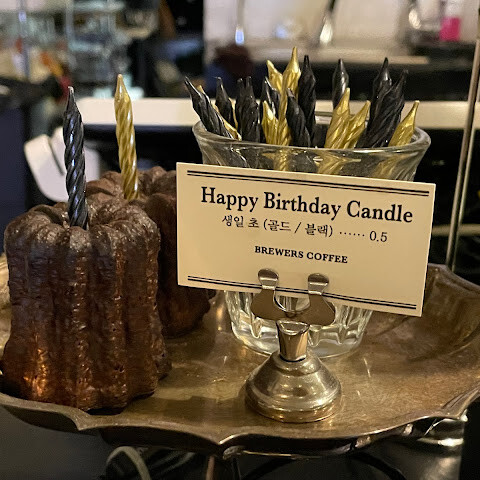 Happy Birthday Candle
생일 초 (골드 / 블랙) ······ 0.5
BREWERS COFFEE